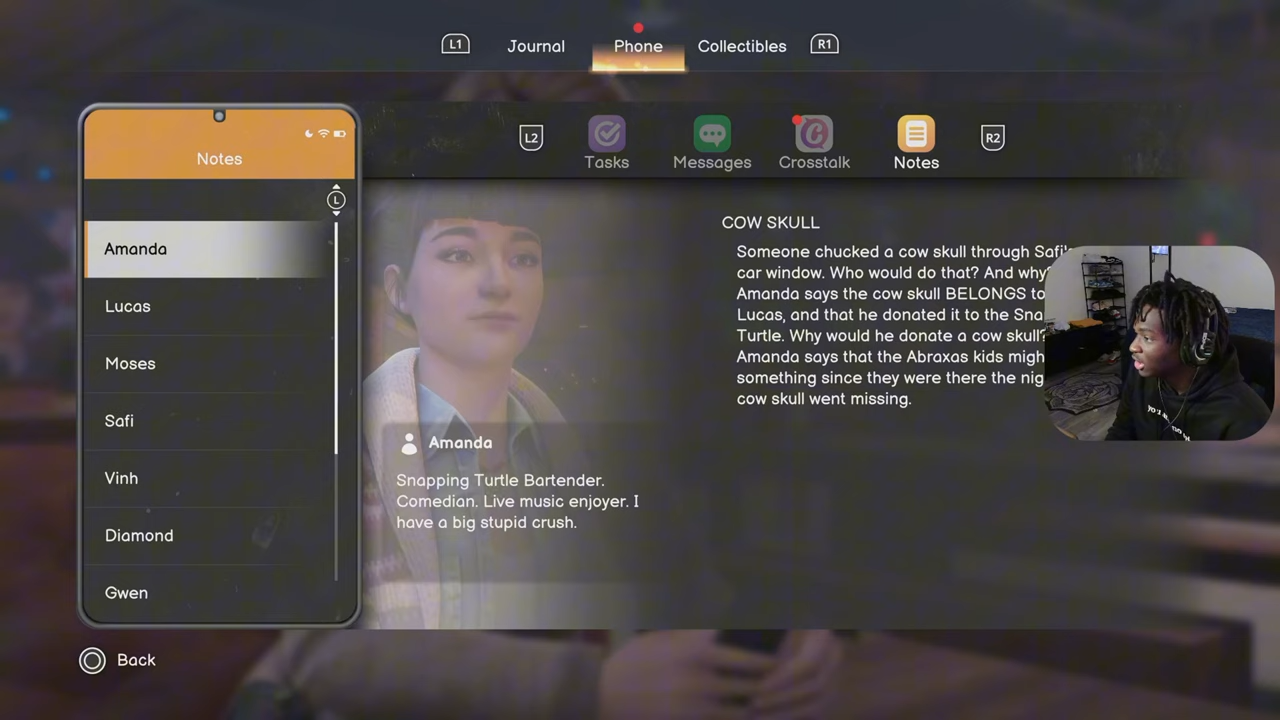 L1 Journal Phone Collectibles R1
Notes
L
Amanda
Lucas
Moses
Safi
Vinh
Diamond
Gwen
L2 Tasks Messages Crosstalk Notes R2
Amanda
Snapping Turtle Bartender.
Comedian. Live music enjoyer. I
have a big stupid crush.
COW SKULL
Someone chucked a cow skull through
car window. Who would do that? And
Amanda says the cow skull BELONGS to
Lucas, and that he donated it to the
Turtle. Why would he donate a cow skull?
Amanda says that the Abraxas kids
something since they were there the
cow skull went missing.
Back